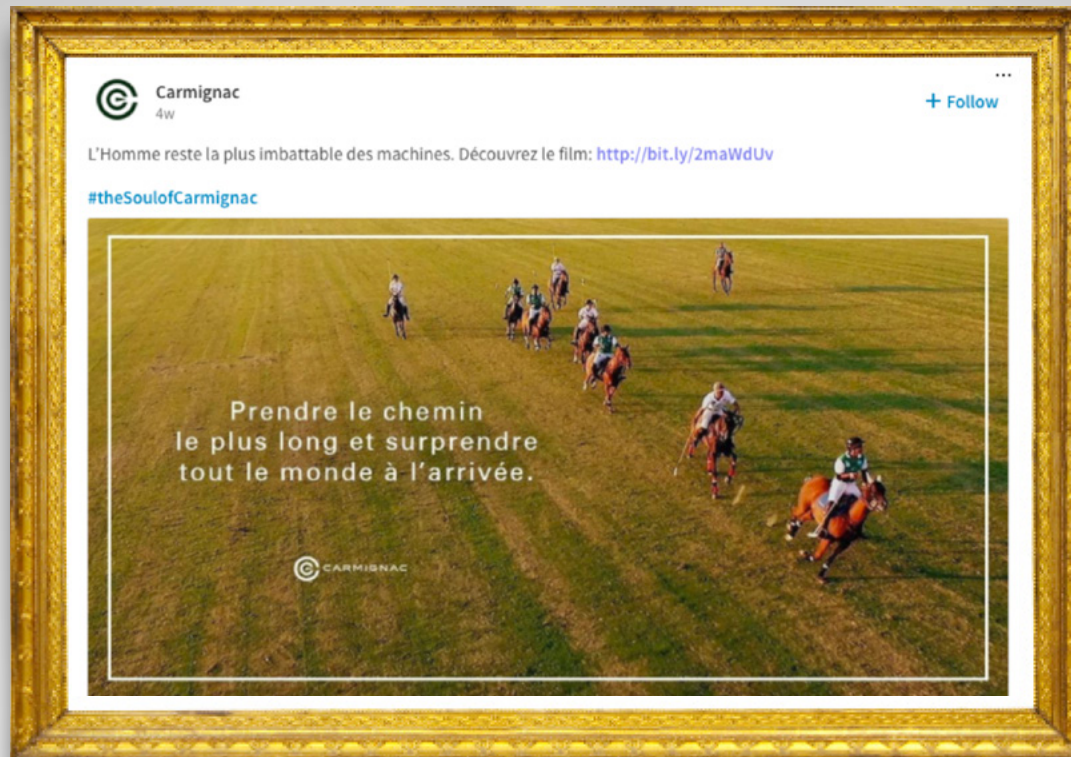 Carmignac
4w
+ Follow
L'Homme reste la plus imbattable des machines. Découvrez le film: http://bit.ly/2maWdUv
#theSoulofCarmignac
Prendre le chemin
le plus long et surprendre
tout le monde à l'arrivée.
CARMIGNAC